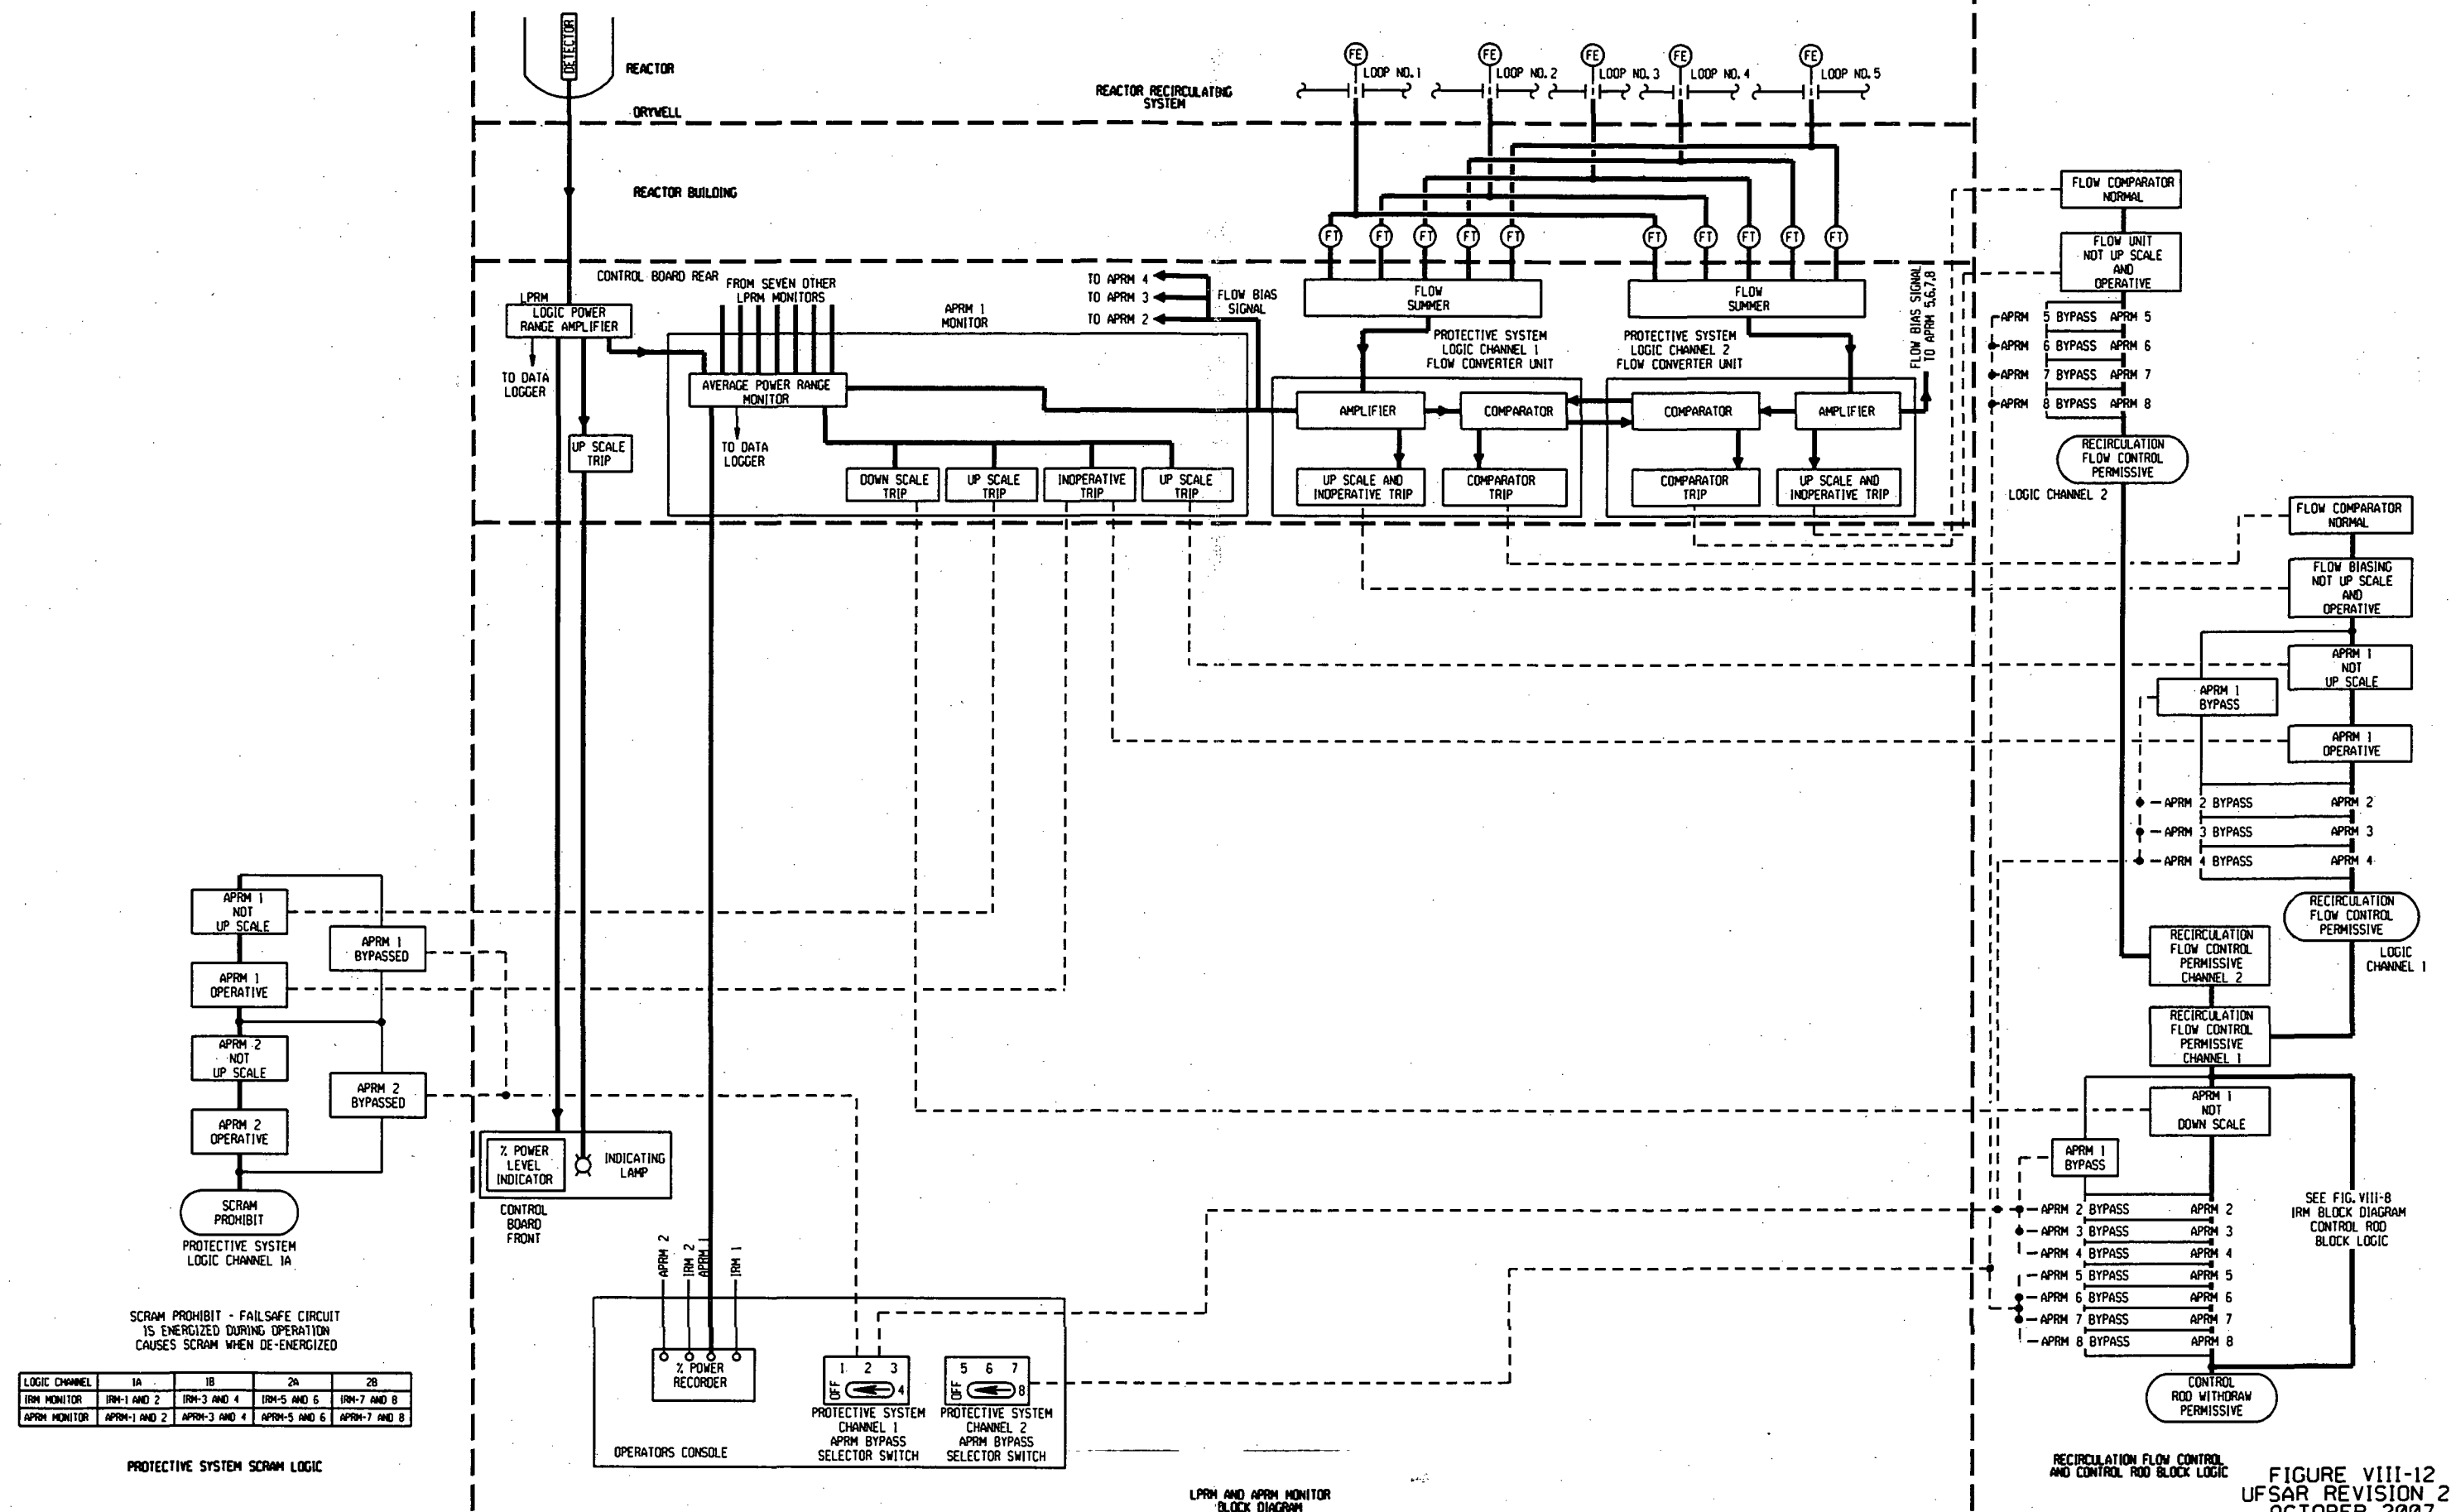 DETECTOR
REACTOR
DRYWELL
REACTOR BUILDING
REACTOR RECIRCULATING
SYSTEM
FE
FE
FE
FE
FE
LOOP NO. 1
LOOP NO. 2
LOOP NO. 3
LOOP NO. 4
LOOP NO. 5
FT
FT
FT
FT
FT
FT
FT
FT
FT
FT
CONTROL BOARD REAR
LPRM
LOGIC POWER
RANGE AMPLIFIER
TO DATA
LOGGER
UP SCALE
TRIP
FROM SEVEN OTHER
LPRM MONITORS
APRM 1
MONITOR
AVERAGE POWER RANGE
MONITOR
TO DATA
LOGGER
DOWN SCALE
TRIP
UP SCALE
TRIP
INOPERATIVE
TRIP
UP SCALE
TRIP
TO APRM 4
TO APRM 3
TO APRM 2
FLOW BIAS
SIGNAL
FLOW
SUMMER
FLOW
SUMMER
PROTECTIVE SYSTEM
LOGIC CHANNEL 1
FLOW CONVERTER UNIT
PROTECTIVE SYSTEM
LOGIC CHANNEL 2
FLOW CONVERTER UNIT
FLOW BIAS SIGNAL
TO APRM 5,6,7,8
AMPLIFIER
COMPARATOR
COMPARATOR
AMPLIFIER
UP SCALE AND
INOPERATIVE TRIP
COMPARATOR
TRIP
COMPARATOR
TRIP
UP SCALE AND
INOPERATIVE TRIP
FLOW COMPARATOR
NORMAL
FLOW UNIT
NOT UP SCALE
AND
OPERATIVE
APRM 5 BYPASS APRM 5
APRM 6 BYPASS APRM 6
APRM 7 BYPASS APRM 7
APRM 8 BYPASS APRM 8
RECIRCULATION
FLOW CONTROL
PERMISSIVE
LOGIC CHANNEL 2
FLOW COMPARATOR
NORMAL
FLOW BIASING
NOT UP SCALE
AND
OPERATIVE
APRM 1
NOT
UP SCALE
APRM 1
BYPASS
APRM 1
OPERATIVE
APRM 2 BYPASS APRM 2
APRM 3 BYPASS APRM 3
APRM 4 BYPASS APRM 4
RECIRCULATION
FLOW CONTROL
PERMISSIVE
LOGIC
CHANNEL 1
RECIRCULATION
FLOW CONTROL
PERMISSIVE
CHANNEL 2
RECIRCULATION
FLOW CONTROL
PERMISSIVE
CHANNEL 1
APRM 1
NOT
DOWN SCALE
APRM 1
BYPASS
APRM 2 BYPASS APRM 2
APRM 3 BYPASS APRM 3
APRM 4 BYPASS APRM 4
APRM 5 BYPASS APRM 5
APRM 6 BYPASS APRM 6
APRM 7 BYPASS APRM 7
APRM 8 BYPASS APRM 8
SEE FIG. VIII-8
IRM BLOCK DIAGRAM
CONTROL ROD
BLOCK LOGIC
CONTROL
ROD WITHDRAW
PERMISSIVE
APRM 1
NOT
UP SCALE
APRM 1
BYPASSED
APRM 1
OPERATIVE
APRM 2
NOT
UP SCALE
APRM 2
BYPASSED
APRM 2
OPERATIVE
SCRAM
PROHIBIT
PROTECTIVE SYSTEM
LOGIC CHANNEL 1A
SCRAM PROHIBIT - FAILSAFE CIRCUIT
IS ENERGIZED DURING OPERATION
CAUSES SCRAM WHEN DE-ENERGIZED
LOGIC CHANNEL 1A 1B 2A 2B
IRM MONITOR IRM-1 AND 2 IRM-3 AND 4 IRM-5 AND 6 IRM-7 AND 8
APRM MONITOR APRM-1 AND 2 APRM-3 AND 4 APRM-5 AND 6 APRM-7 AND 8
PROTECTIVE SYSTEM SCRAM LOGIC
% POWER
LEVEL
INDICATOR
INDICATING
LAMP
CONTROL
BOARD
FRONT
APRM 2
IRM 2
APRM 1
IRM 1
% POWER
RECORDER
OPERATORS CONSOLE
1 2 3
OFF 4
PROTECTIVE SYSTEM
CHANNEL 1
APRM BYPASS
SELECTOR SWITCH
5 6 7
OFF 8
PROTECTIVE SYSTEM
CHANNEL 2
APRM BYPASS
SELECTOR SWITCH
LPRM AND APRM MONITOR
BLOCK DIAGRAM
RECIRCULATION FLOW CONTROL
AND CONTROL ROD BLOCK LOGIC
FIGURE VIII-12
UFSAR REVISION 2
OCTOBER 2007